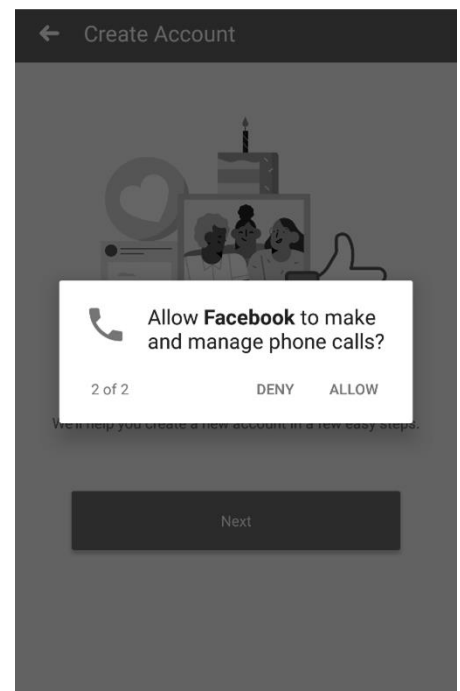 Create Account
Allow Facebook to make
and manage phone calls?
2 of 2 DENY ALLOW
We'll help you create a new account in a few easy steps.
Next